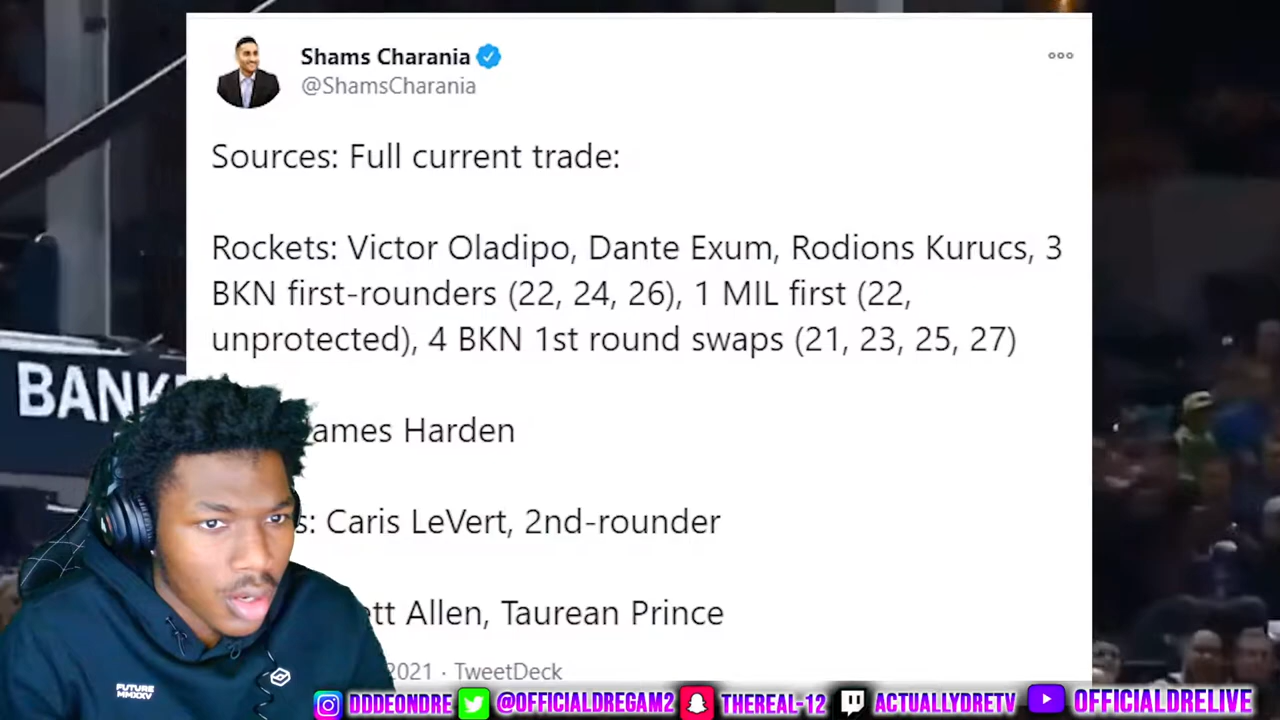 Shams Charania
@ShamsCharania
Sources: Full current trade:
Rockets: Victor Oladipo, Dante Exum, Rodions Kurucs, 3
BKN first-rounders (22, 24, 26), 1 MIL first (22,
unprotected), 4 BKN 1st round swaps (21, 23, 25, 27)
ames Harden
s: Caris LeVert, 2nd-rounder
ett Allen, Taurean Prince
2021 · TweetDeck
BANK
FUTURE
MMXXV
DDDEONDRE @OFFICIALDREGAM2 THEREAL-12 ACTUALLYDRETV OFFICIALDRELIVE